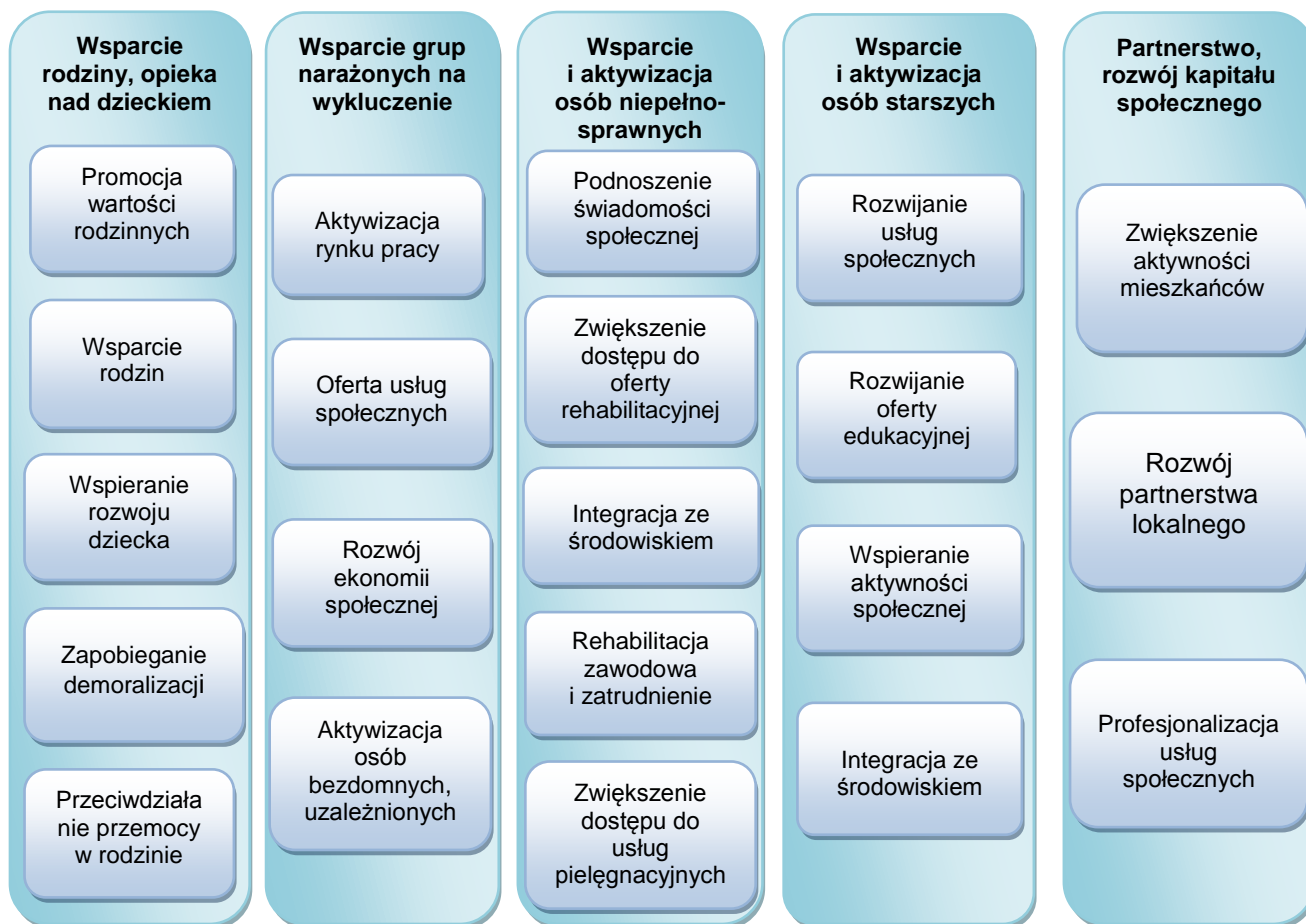 Wsparcie
rodziny, opieka
nad dzieckiem
Promocja
wartości
rodzinnych
Wsparcie
rodzin
Wspieranie
rozwoju
dziecka
Zapobieganie
demoralizacji
Przeciwdziała
nie przemocy
w rodzinie
Wsparcie grup
narażonych na
wykluczenie
Aktywizacja
rynku pracy
Oferta usług
społecznych
Rozwój
ekonomii
społecznej
Aktywizacja
osób
bezdomnych,
uzależnionych
Wsparcie
i aktywizacja
osób niepełno-
sprawnych
Podnoszenie
świadomości
społecznej
Zwiększenie
dostępu do
oferty
rehabilitacyjnej
Integracja ze
środowiskiem
Rehabilitacja
zawodowa
i zatrudnienie
Zwiększenie
dostępu do
usług
pielęgnacyjnych
Wsparcie
i aktywizacja
osób starszych
Rozwijanie
usług
społecznych
Rozwijanie
oferty
edukacyjnej
Wspieranie
aktywności
społecznej
Integracja ze
środowiskiem
Partnerstwo,
rozwój kapitału
społecznego
Zwiększenie
aktywności
mieszkańców
Rozwój
partnerstwa
lokalnego
Profesjonalizacja
usług
społecznych